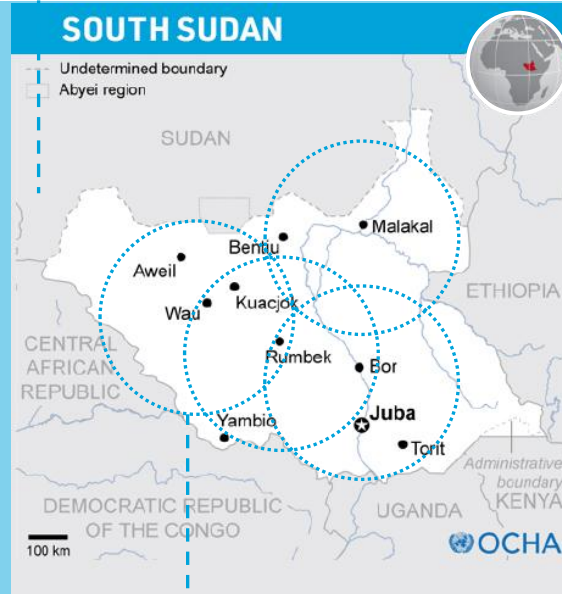 SOUTH SUDAN
Undetermined boundary
Abyei region
SUDAN
Malakal
Bentiu
Aweil
ETHIOPIA
Kuacjok
Wau
CENTRAL
AFRICAN
REPUBLIC
Rumbek
Bor
Juba
Yambio
Torit
Administrative
boundary
KENYA
DEMOCRATIC REPUBLIC
OF THE CONGO
UGANDA
100 km
OCHA